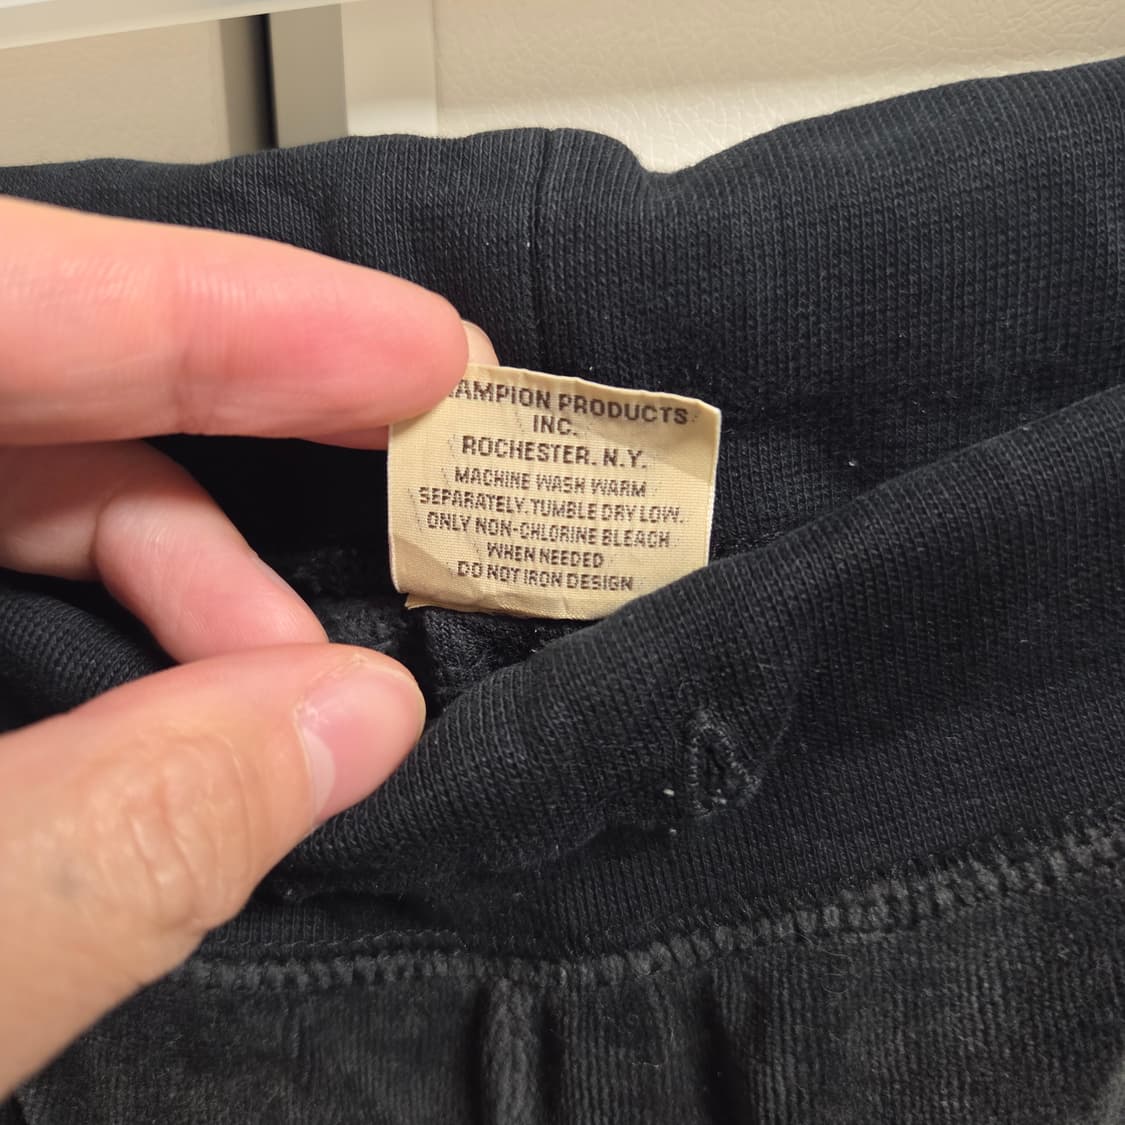 AMPION PRODUCTS
INC.
ROCHESTER. N.Y.
MACHINE WASH WARM
SEPARATELY. TUMBLE DRY LOW.
ONLY NON-CHLORINE BLEACH
WHEN NEEDED
DO NOT IRON DESIGN